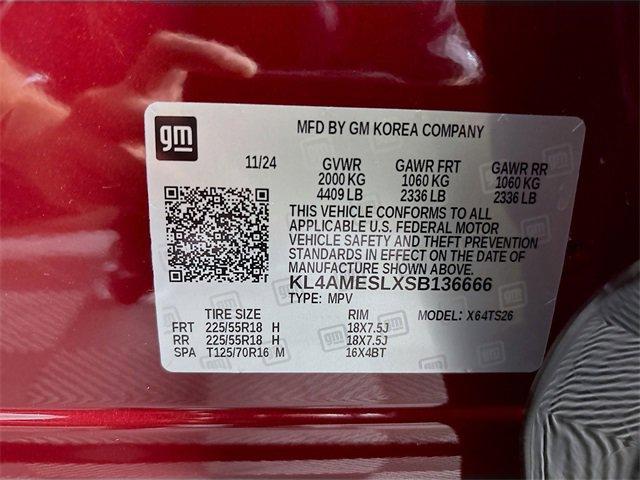 gm
MFD BY GM KOREA COMPANY
11/24 GVWR GAWR FRT GAWR RR
2000 KG 1060 KG 1060 KG
4409 LB 2336 LB 2336 LB
THIS VEHICLE CONFORMS TO ALL
APPLICABLE U.S. FEDERAL MOTOR
VEHICLE SAFETY AND THEFT PREVENTION
STANDARDS IN EFFECT ON THE DATE OF
MANUFACTURE SHOWN ABOVE.
KL4AMESLXSB136666
TYPE: MPV
TIRE SIZE RIM MODEL: X64TS26
FRT 225/55R18 H 18X7.5J
RR 225/55R18 H 18X7.5J
SPA T125/70R16 M 16X4BT